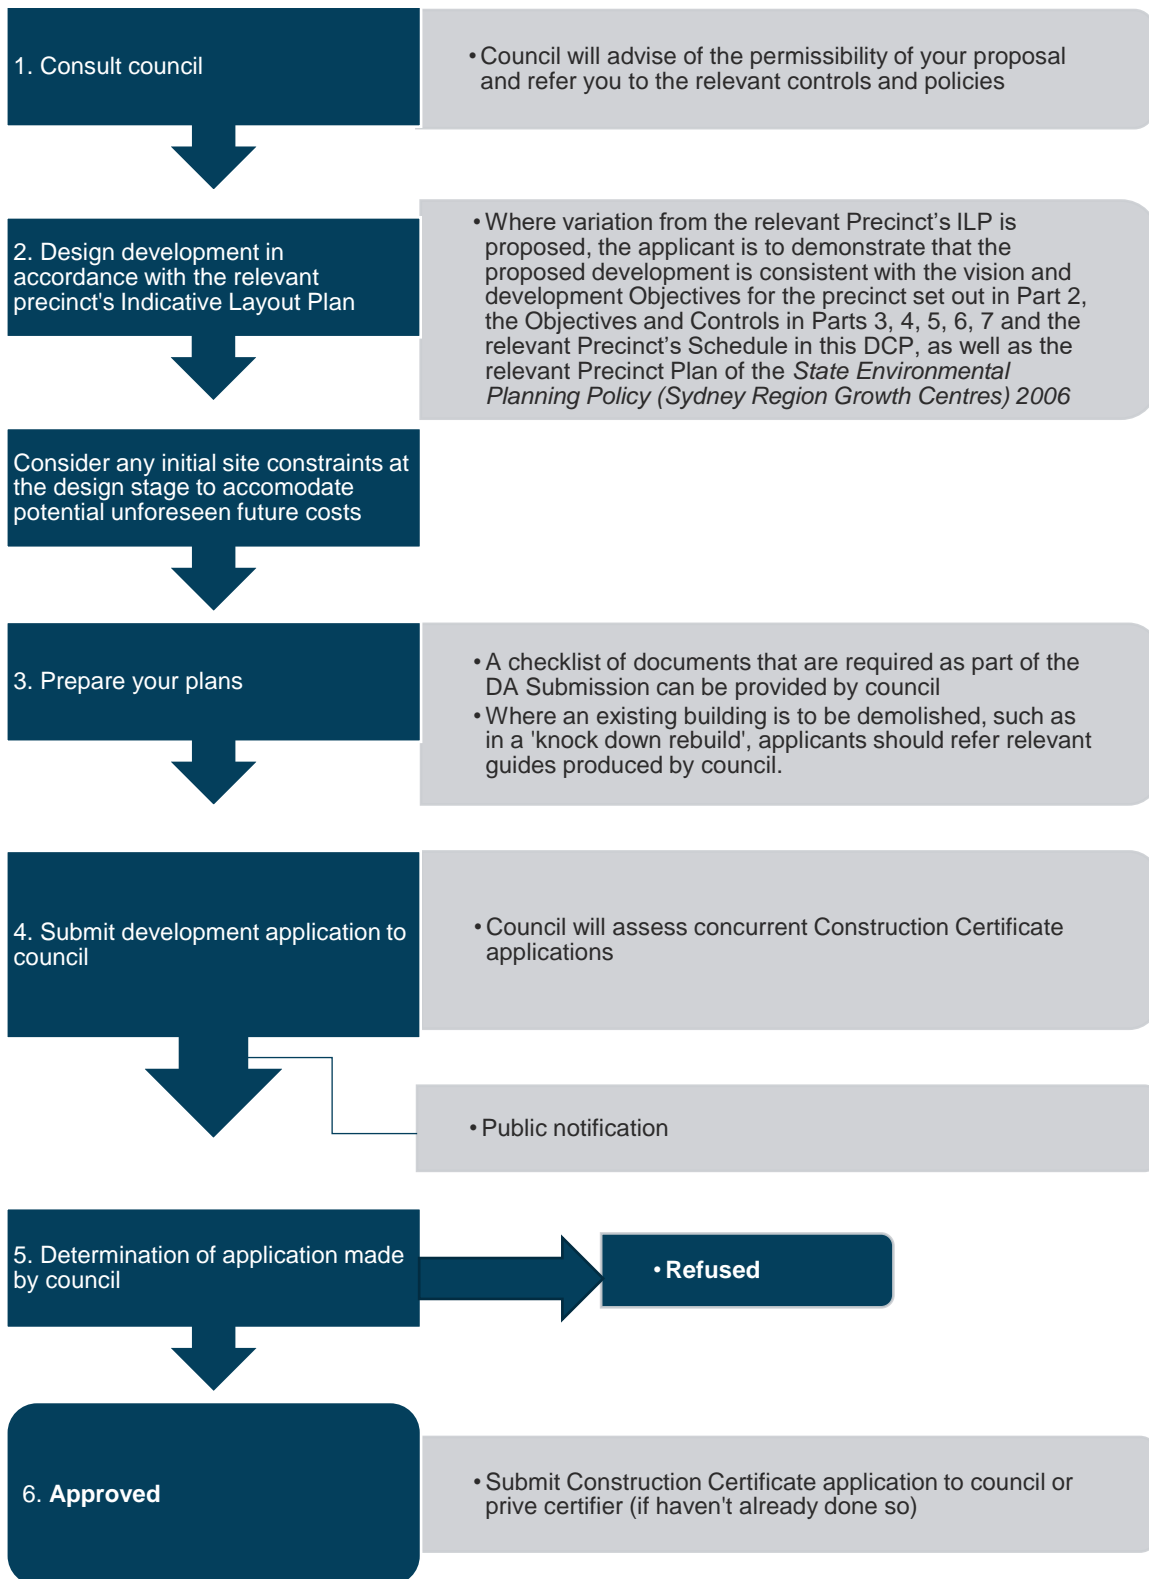 1. Consult council
• Council will advise of the permissibility of your proposal
and refer you to the relevant controls and policies
2. Design development in
accordance with the relevant
precinct's Indicative Layout Plan
• Where variation from the relevant Precinct’s ILP is
proposed, the applicant is to demonstrate that the
proposed development is consistent with the vision and
development Objectives for the precinct set out in Part 2,
the Objectives and Controls in Parts 3, 4, 5, 6, 7 and the
relevant Precinct’s Schedule in this DCP, as well as the
relevant Precinct Plan of the State Environmental
Planning Policy (Sydney Region Growth Centres) 2006
Consider any initial site constraints at
the design stage to accomodate
potential unforeseen future costs
3. Prepare your plans
• A checklist of documents that are required as part of the
DA Submission can be provided by council
• Where an existing building is to be demolished, such as
in a 'knock down rebuild', applicants should refer relevant
guides produced by council.
4. Submit development application to
council
• Council will assess concurrent Construction Certificate
applications
• Public notification
5. Determination of application made
by council
• Refused
6. Approved
• Submit Construction Certificate application to council or
prive certifier (if haven't already done so)